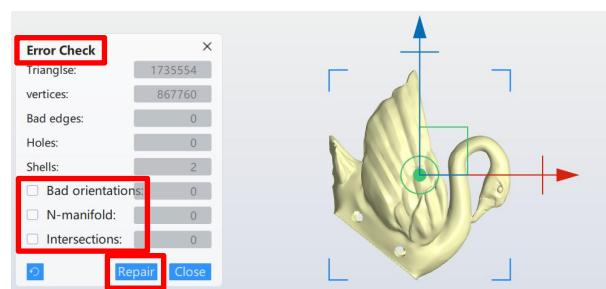 Error Check
Trianglse: 1735554
vertices: 867760
Bad edges: 0
Holes: 0
Shells: 2
Bad orientations: 0
N-manifold: 0
Intersections: 0
Repair Close